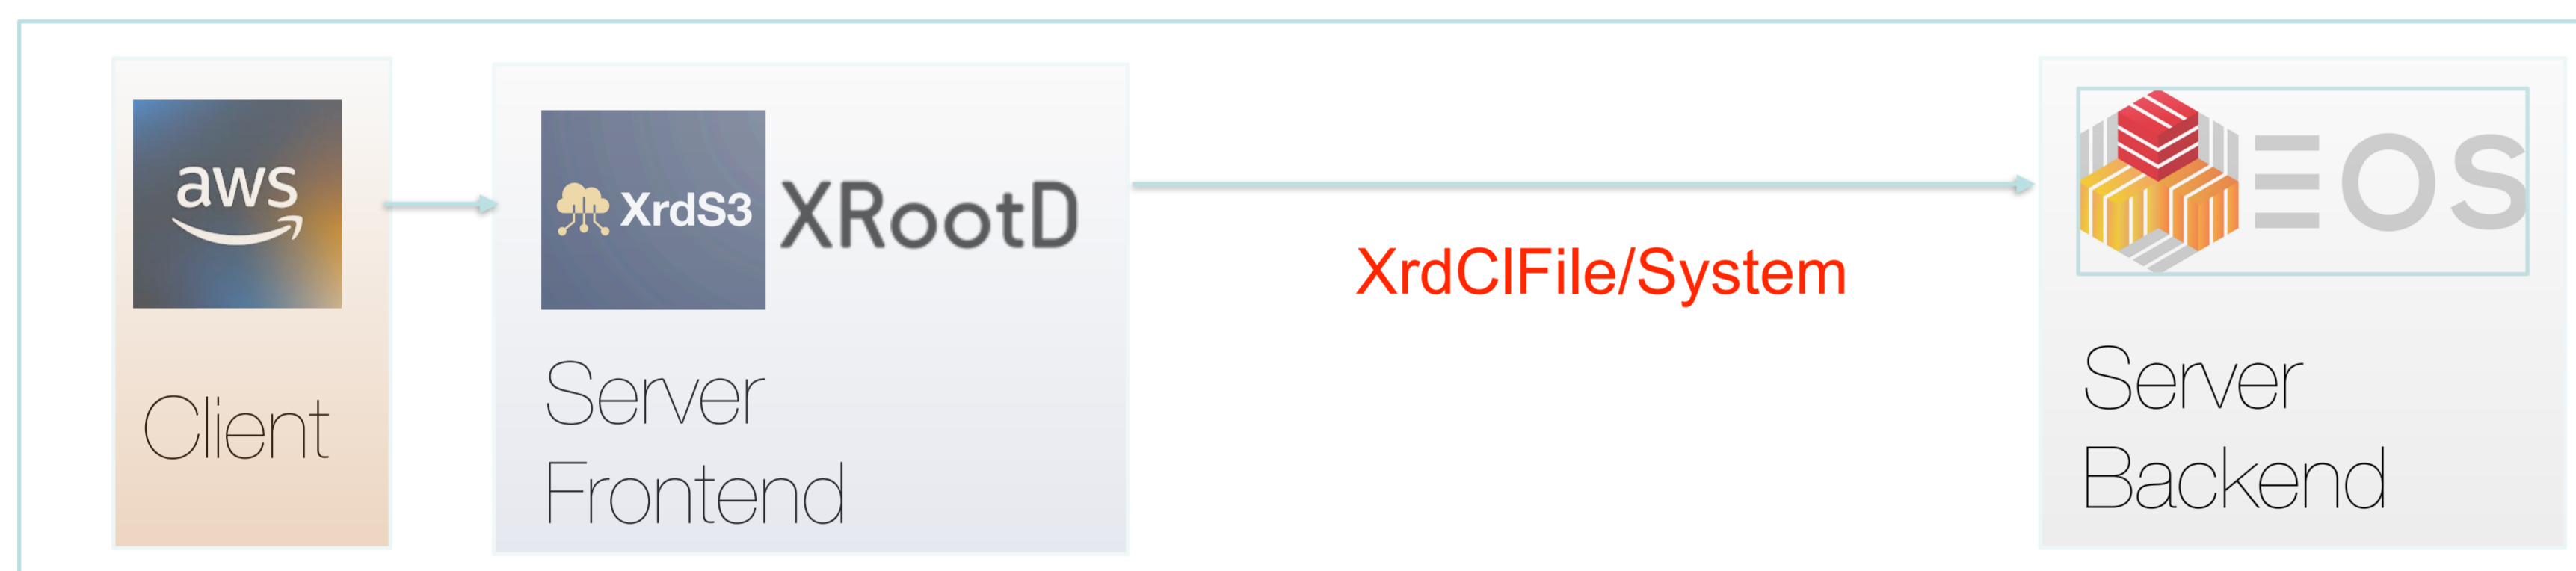 aws
Client
XrdS3
XRootD
Server
Frontend
XrdClFile/System
EOS
Server
Backend